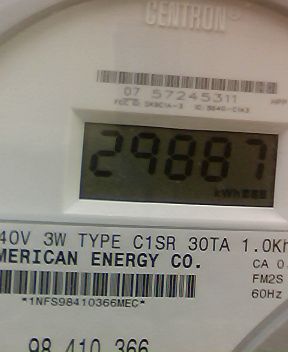 CENTRON®
07 57245311
29887
kWh
40V 3W TYPE C1SR 30TA 1.0Kh
MERICAN ENERGY CO.
CA 0.
FM2S
60Hz
*1NFS98410366MEC*
98 410 366